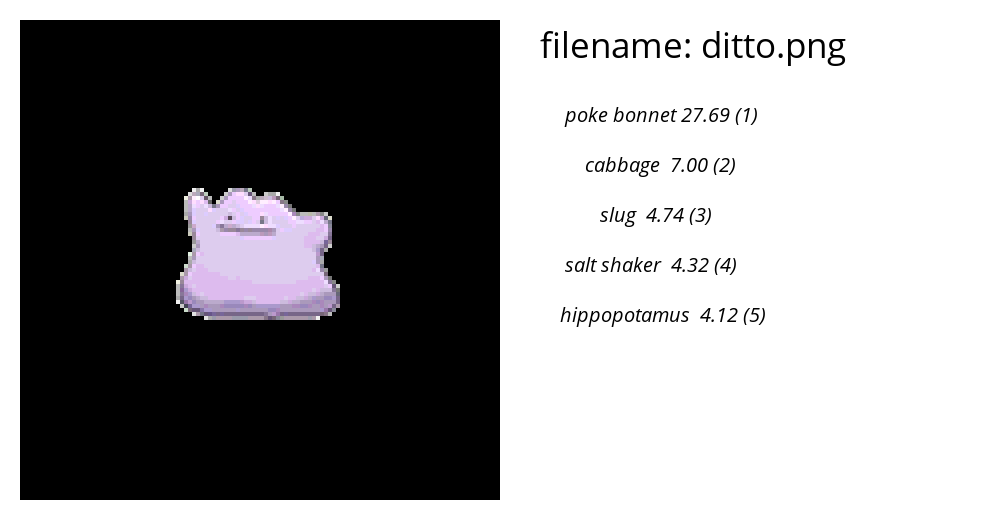 filename: ditto.png
poke bonnet 27.69 (1)
cabbage 7.00 (2)
slug 4.74 (3)
salt shaker 4.32 (4)
hippopotamus 4.12 (5)